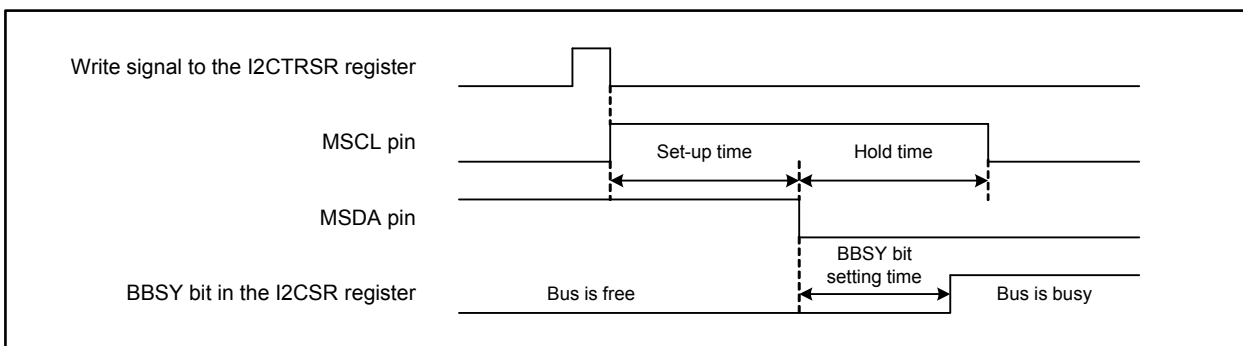 Write signal to the I2CTRSR register
MSCL pin
Set-up time
Hold time
MSDA pin
BBSY bit
setting time
BBSY bit in the I2CSR register
Bus is free
Bus is busy